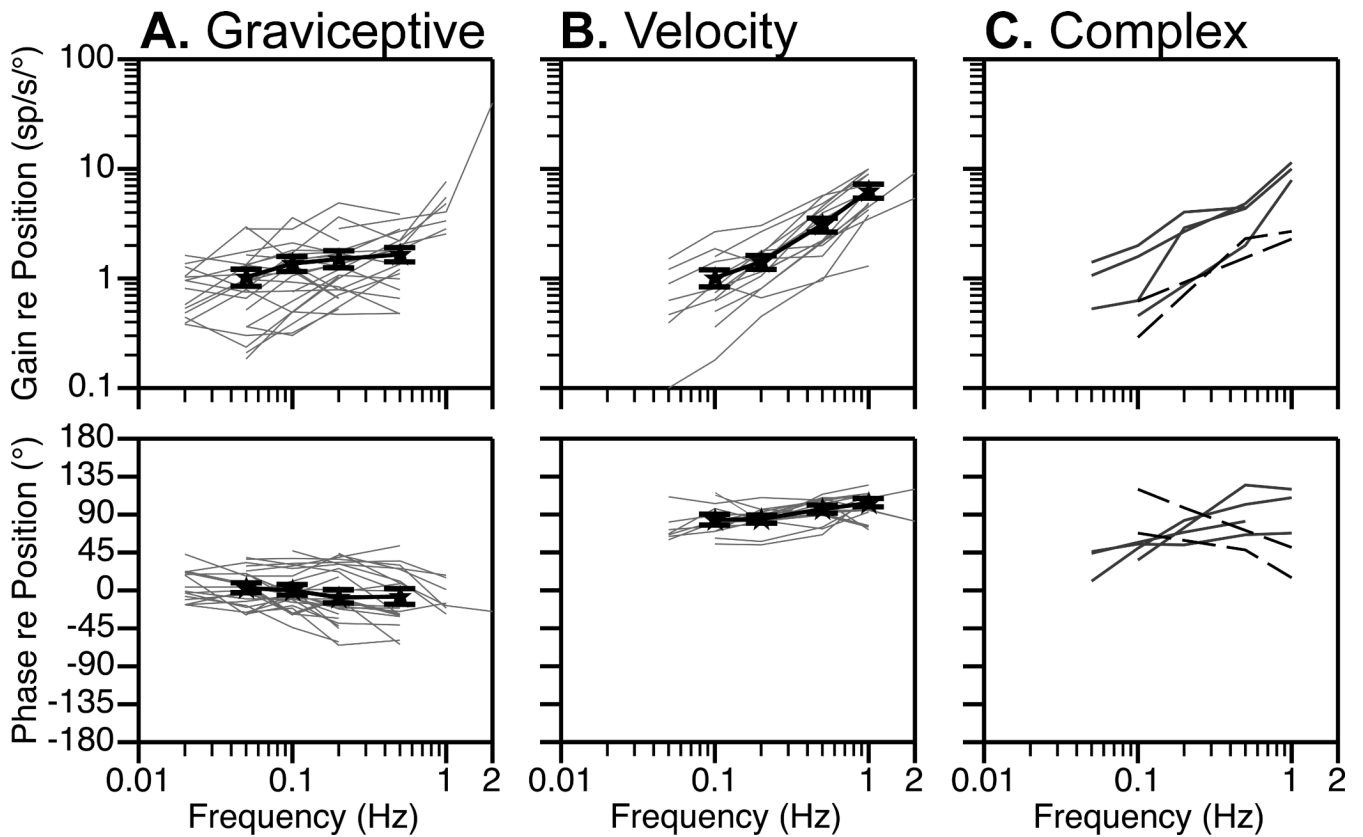 A. Graviceptive
B. Velocity
C. Complex
Gain re Position (sp/s/°)
100
10
1
0.1
Phase re Position (°)
180
135
90
45
0
-45
-90
-135
-180
0.01 0.1 1 2
0.01 0.1 1 2
0.01 0.1 1 2
Frequency (Hz)
Frequency (Hz)
Frequency (Hz)